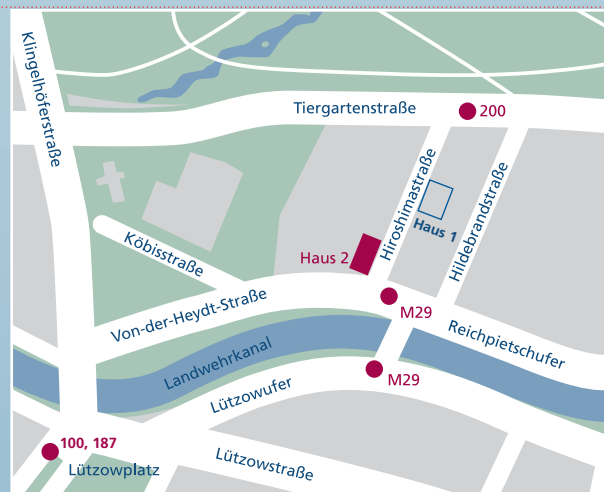 Klingelhöferstraße
Tiergartenstraße
200
Hiroshimastraße
Haus 1
Hildebrandstraße
Köbisstraße
Haus 2
Von-der-Heydt-Straße
M29
Reichpietschufer
Landwehrkanal
M29
Lützowufer
100, 187
Lützowplatz
Lützowstraße